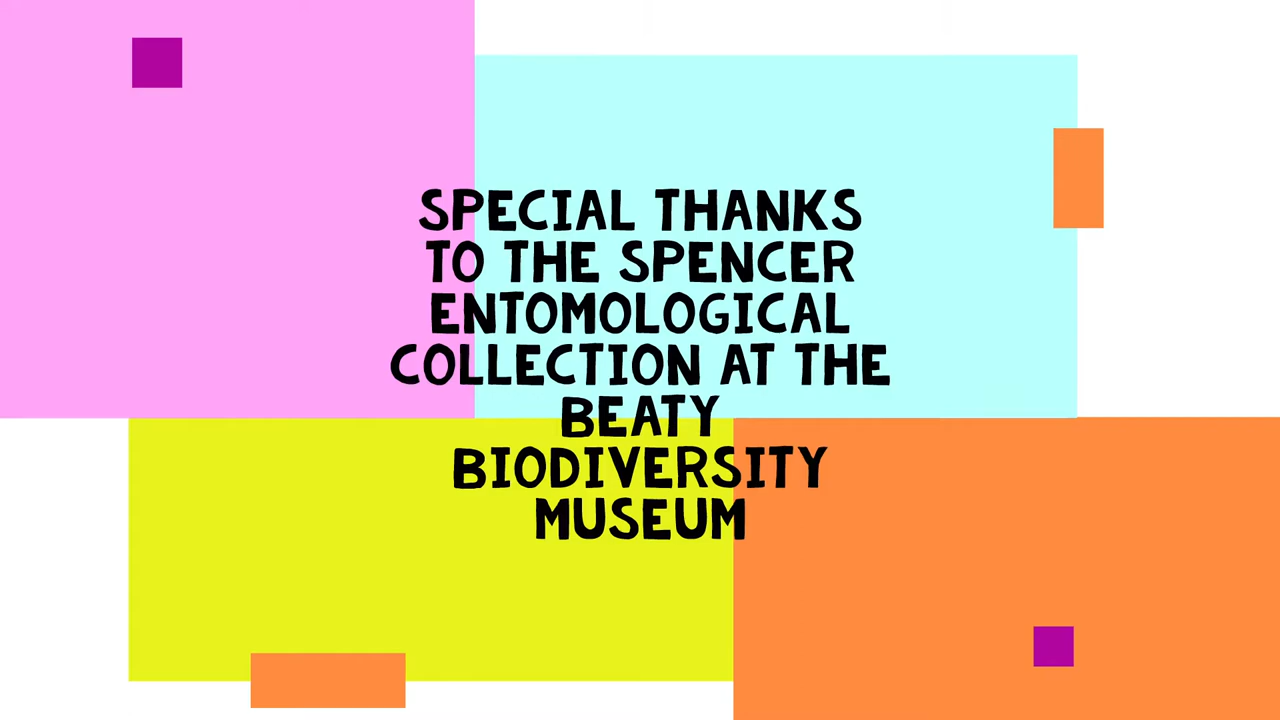 SPECIAL THANKS
TO THE SPENCER
ENTOMOLOGICAL
COLLECTION AT THE
BEATY
BIODIVERSITY
MUSEUM